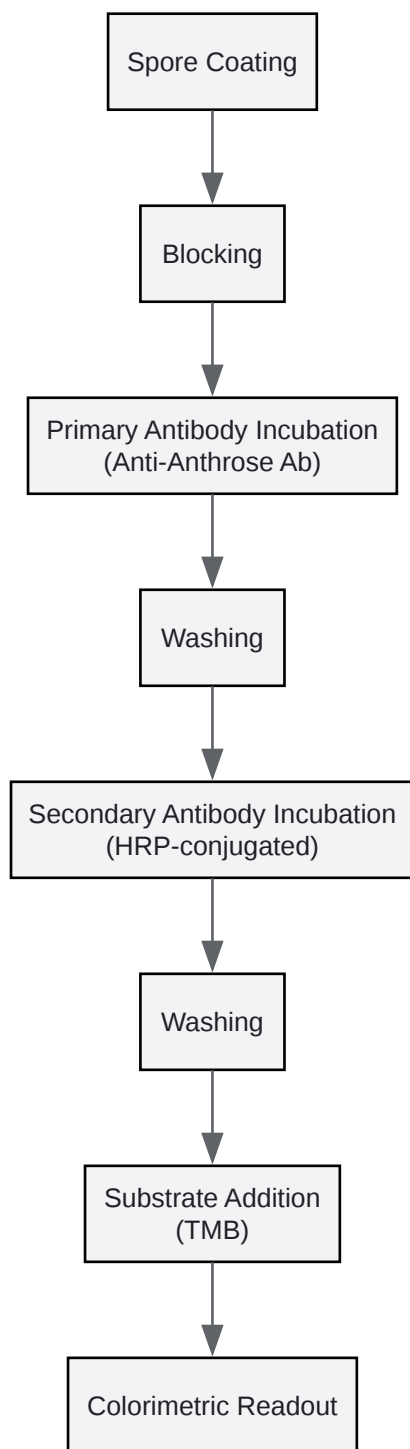 Spore Coating
Blocking
Primary Antibody Incubation
(Anti-Anthrose Ab)
Washing
Secondary Antibody Incubation
(HRP-conjugated)
Washing
Substrate Addition
(TMB)
Colorimetric Readout